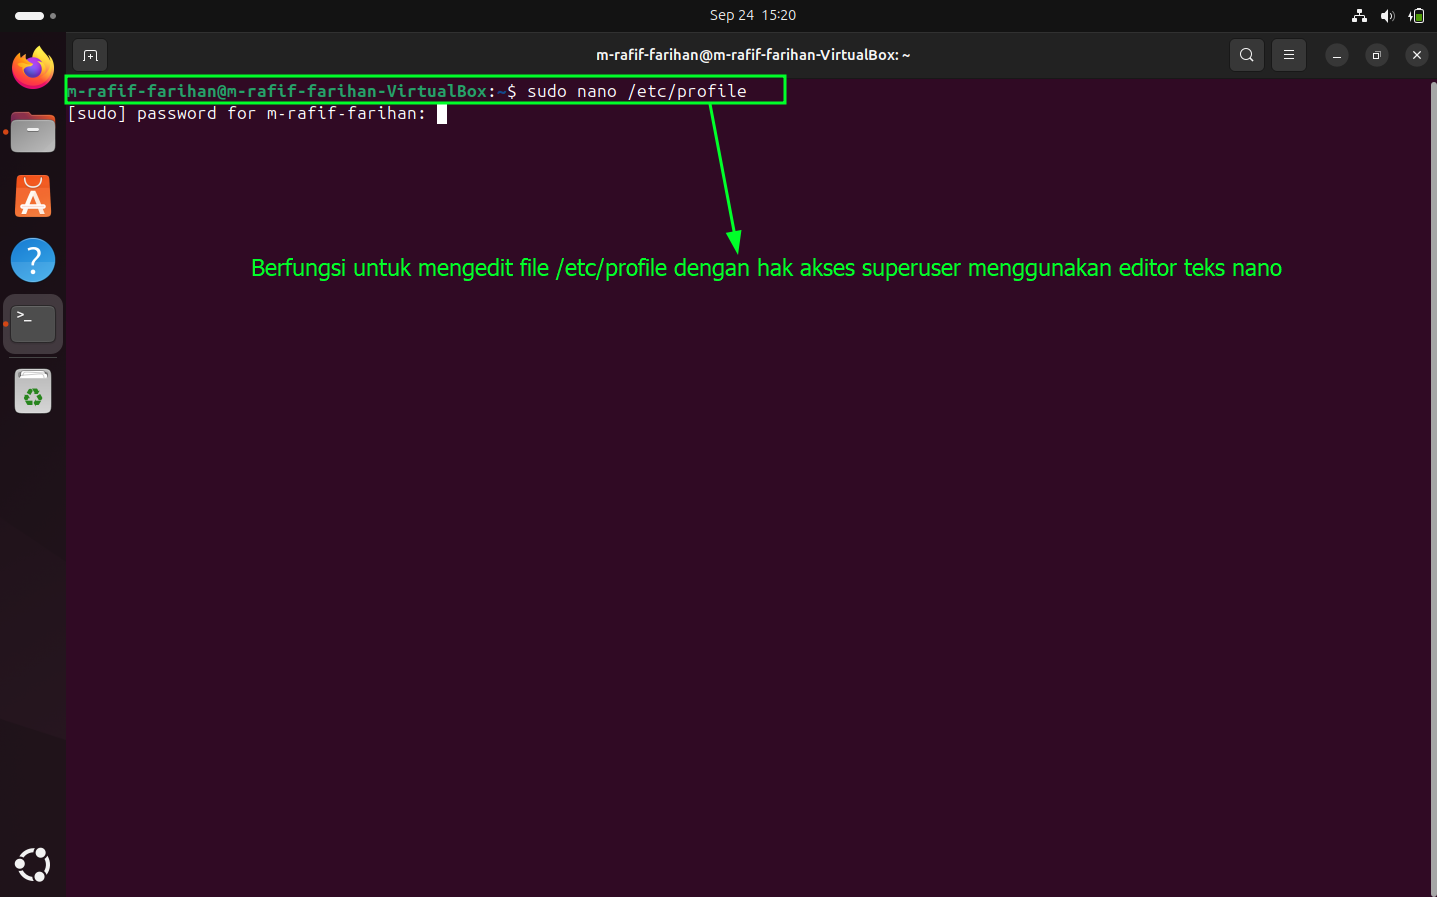 Sep 24 15:20
m-rafif-farihan@m-rafif-farihan-VirtualBox: ~
m-rafif-farihan@m-rafif-farihan-VirtualBox:~$ sudo nano /etc/profile
[sudo] password for m-rafif-farihan:
Berfungsi untuk mengedit file /etc/profile dengan hak akses superuser menggunakan editor teks nano